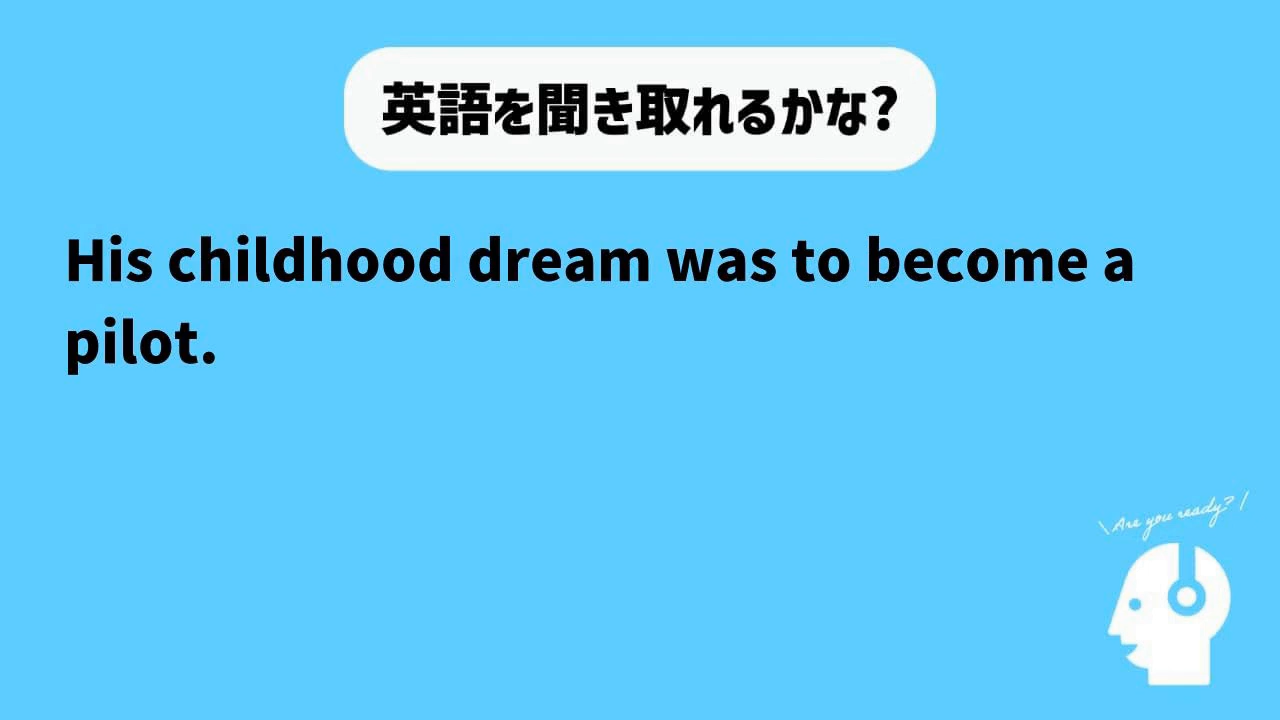 英語を聞き取れるかな?
His childhood dream was to become a
pilot.
\ Are you ready? /